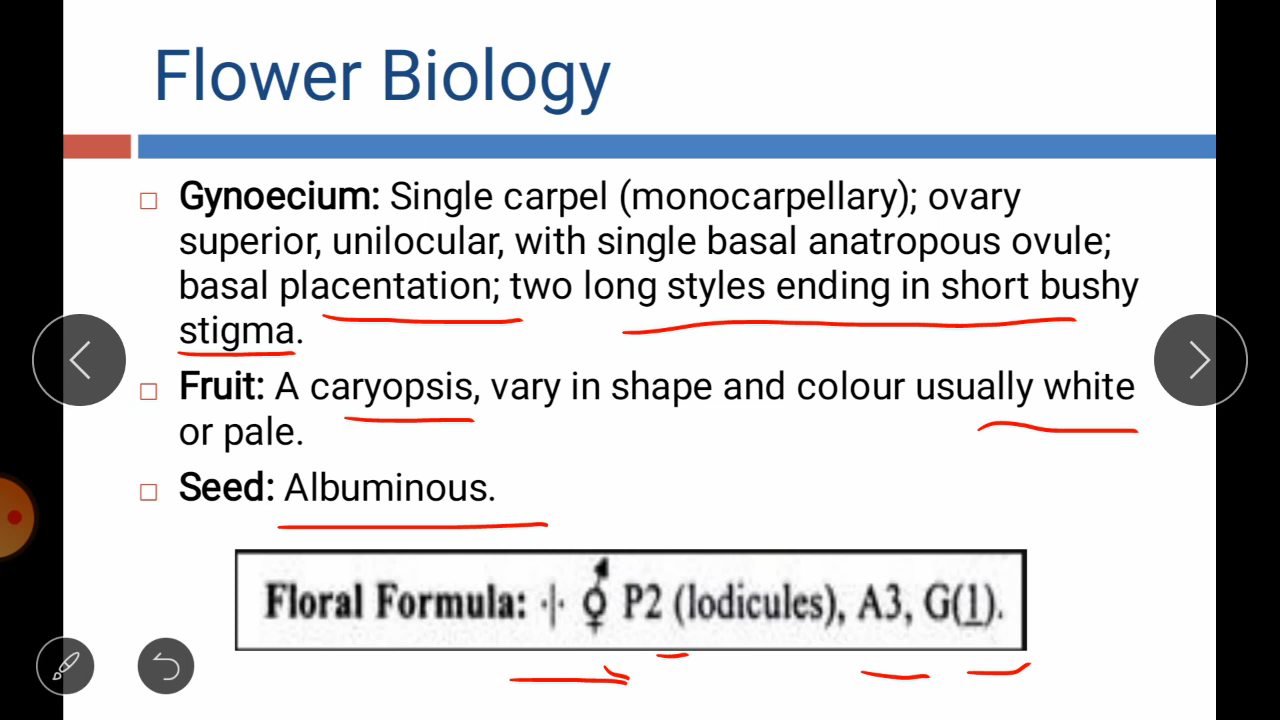 Flower Biology
Gynoecium: Single carpel (monocarpellary); ovary
superior, unilocular, with single basal anatropous ovule;
basal placentation; two long styles ending in short bushy
stigma.
Fruit: A caryopsis, vary in shape and colour usually white
or pale.
Seed: Albuminous.
Floral Formula: ·|· ⚥ P2 (lodicules), A3, G(1).